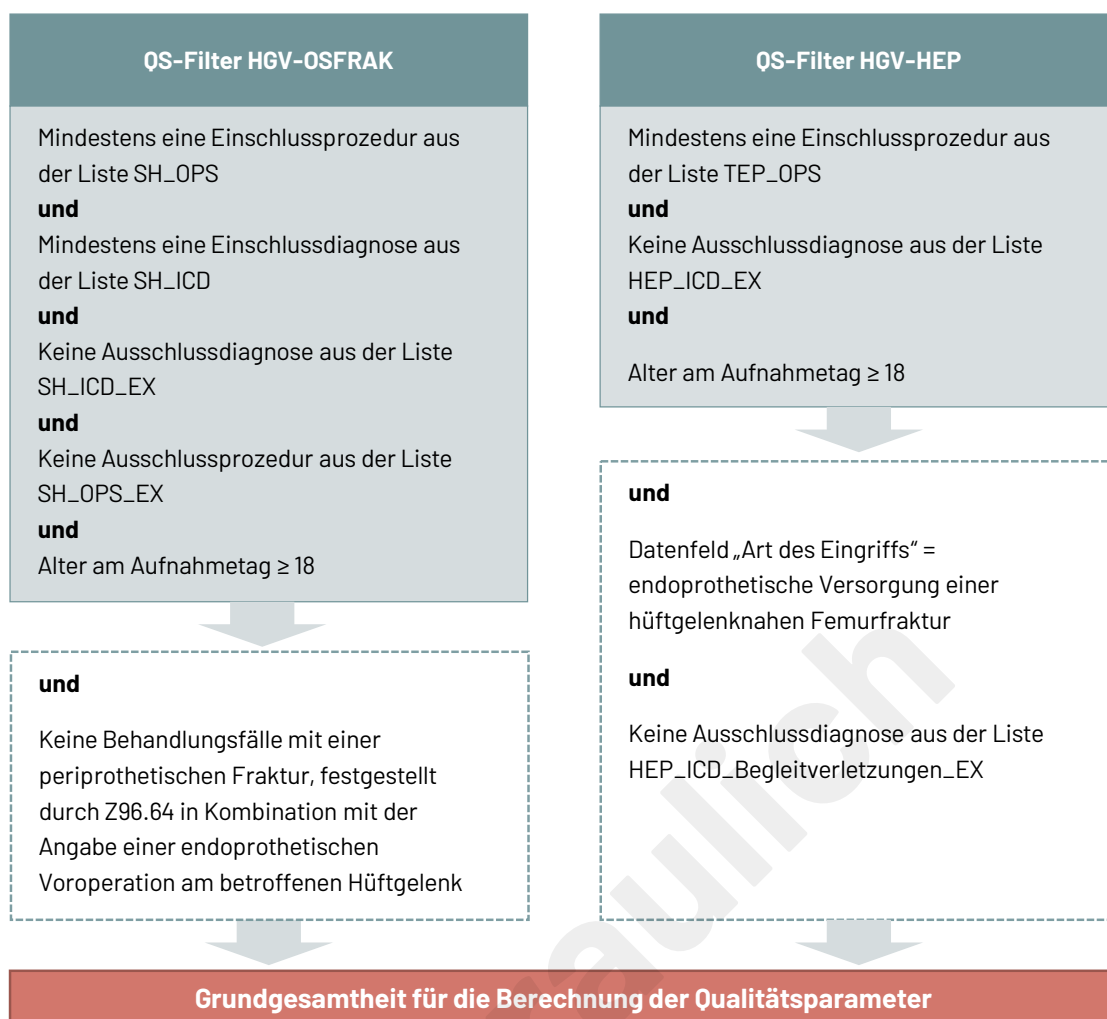 QS-Filter HGV-OSFRAK
Mindestens eine Einschlussprozedur aus
der Liste SH_OPS
und
Mindestens eine Einschlussdiagnose aus
der Liste SH_ICD
und
Keine Ausschlussdiagnose aus der Liste
SH_ICD_EX
und
Keine Ausschlussprozedur aus der Liste
SH_OPS_EX
und
Alter am Aufnahmetag ≥ 18
und
Keine Behandlungsfälle mit einer
periprothetischen Fraktur, festgestellt
durch Z96.64 in Kombination mit der
Angabe einer endoprothetischen
Voroperation am betroffenen Hüftgelenk
QS-Filter HGV-HEP
Mindestens eine Einschlussprozedur aus
der Liste TEP_OPS
und
Keine Ausschlussdiagnose aus der Liste
HEP_ICD_EX
und
Alter am Aufnahmetag ≥ 18
und
Datenfeld „Art des Eingriffs“ =
endoprothetische Versorgung einer
hüftgelenknahen Femurfraktur
und
Keine Ausschlussdiagnose aus der Liste
HEP_ICD_Begleitverletzungen_EX
Grundgesamtheit für die Berechnung der Qualitätsparameter
raulich